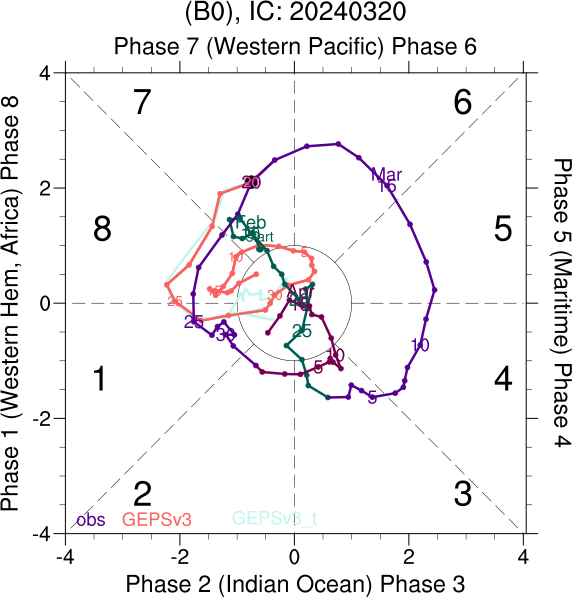 (B0), IC: 20240320
Phase 7 (Western Pacific) Phase 6
4
7
6
Mar
15
20
2
Feb
Start
8
5
10
5
Phase 1 (Western Hem, Africa) Phase 8
Phase 5 (Maritime) Phase 4
15
25
30
Apr
0
25
30
25
10
10
5
5
1
4
-2
2
3
obs
GEPSv3
GEPSv3_t
-4
-4
-2
0
2
4
Phase 2 (Indian Ocean) Phase 3